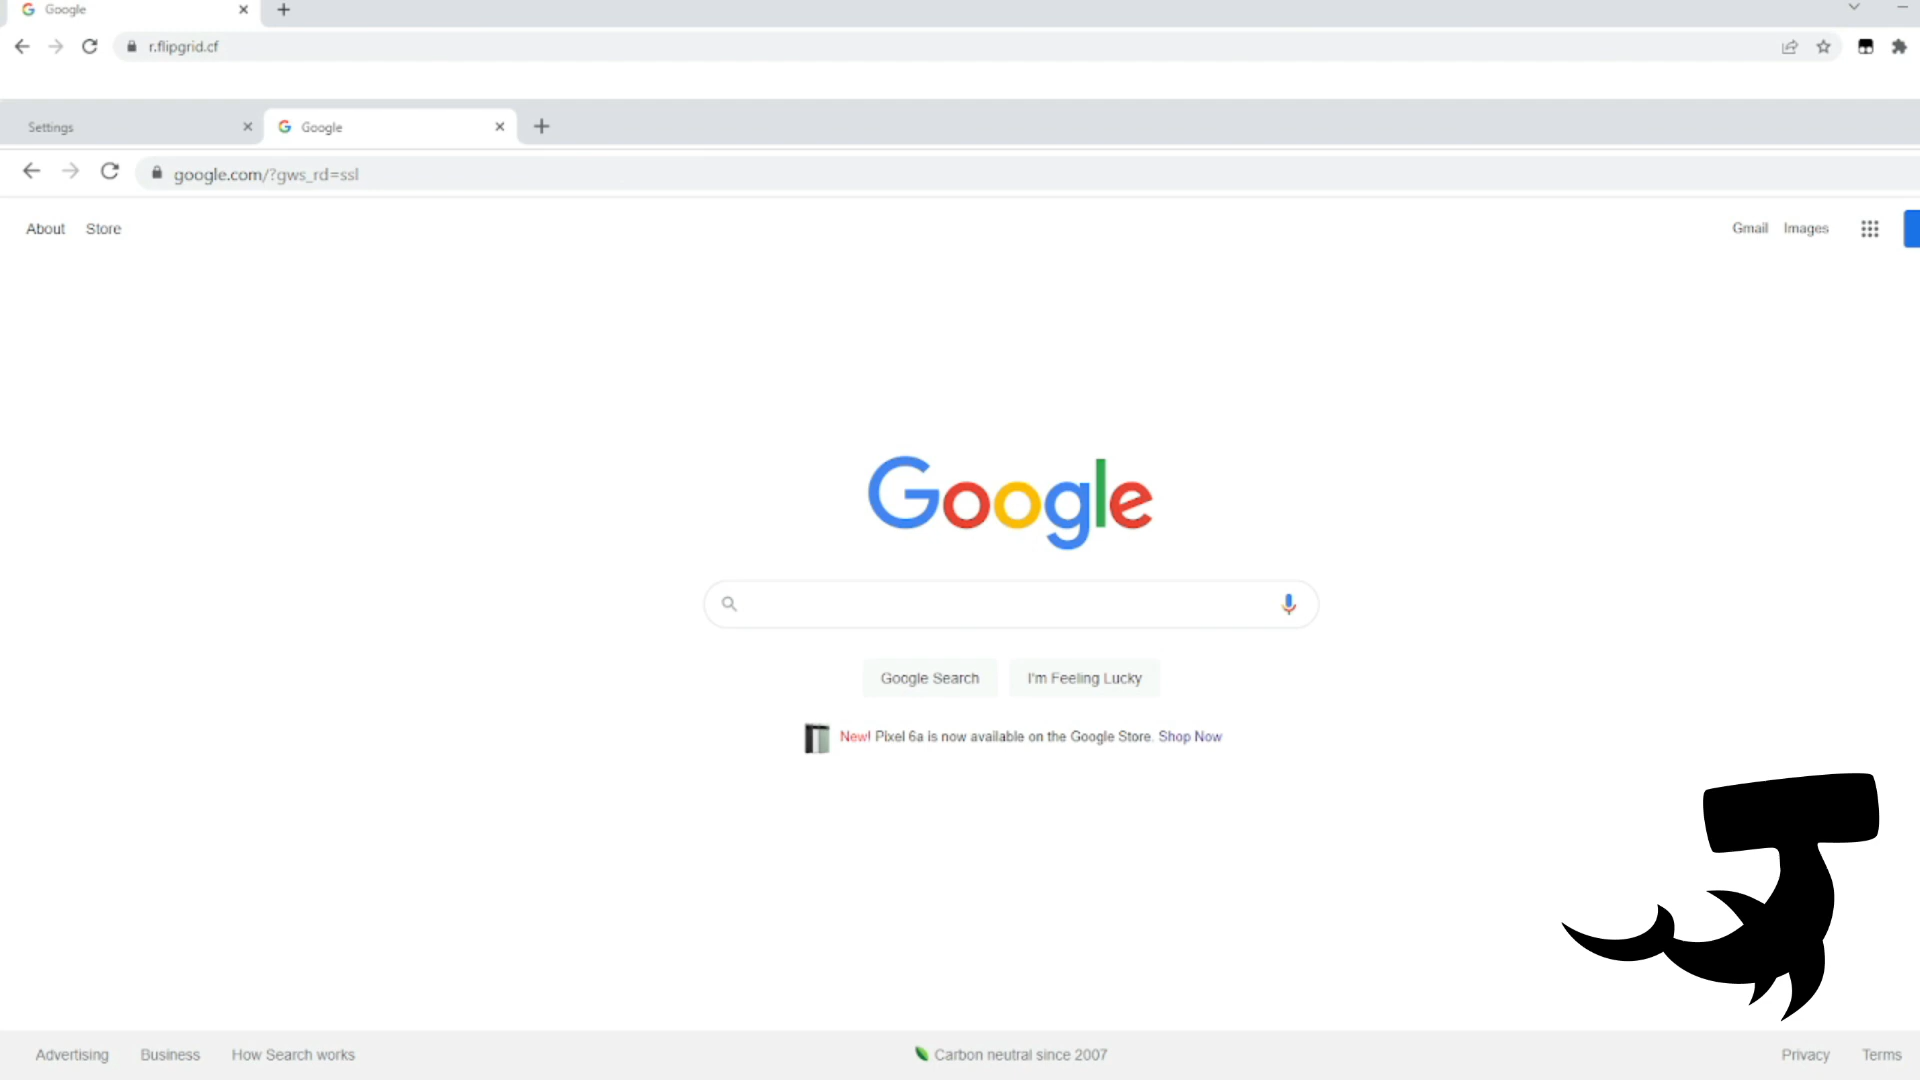 Google
r.flipgrid.cf
Settings
Google
google.com/?gws_rd=ssl
About Store
Gmail Images
Google
Google Search I'm Feeling Lucky
New! Pixel 6a is now available on the Google Store. Shop Now
Advertising Business How Search works
Carbon neutral since 2007
Privacy Terms